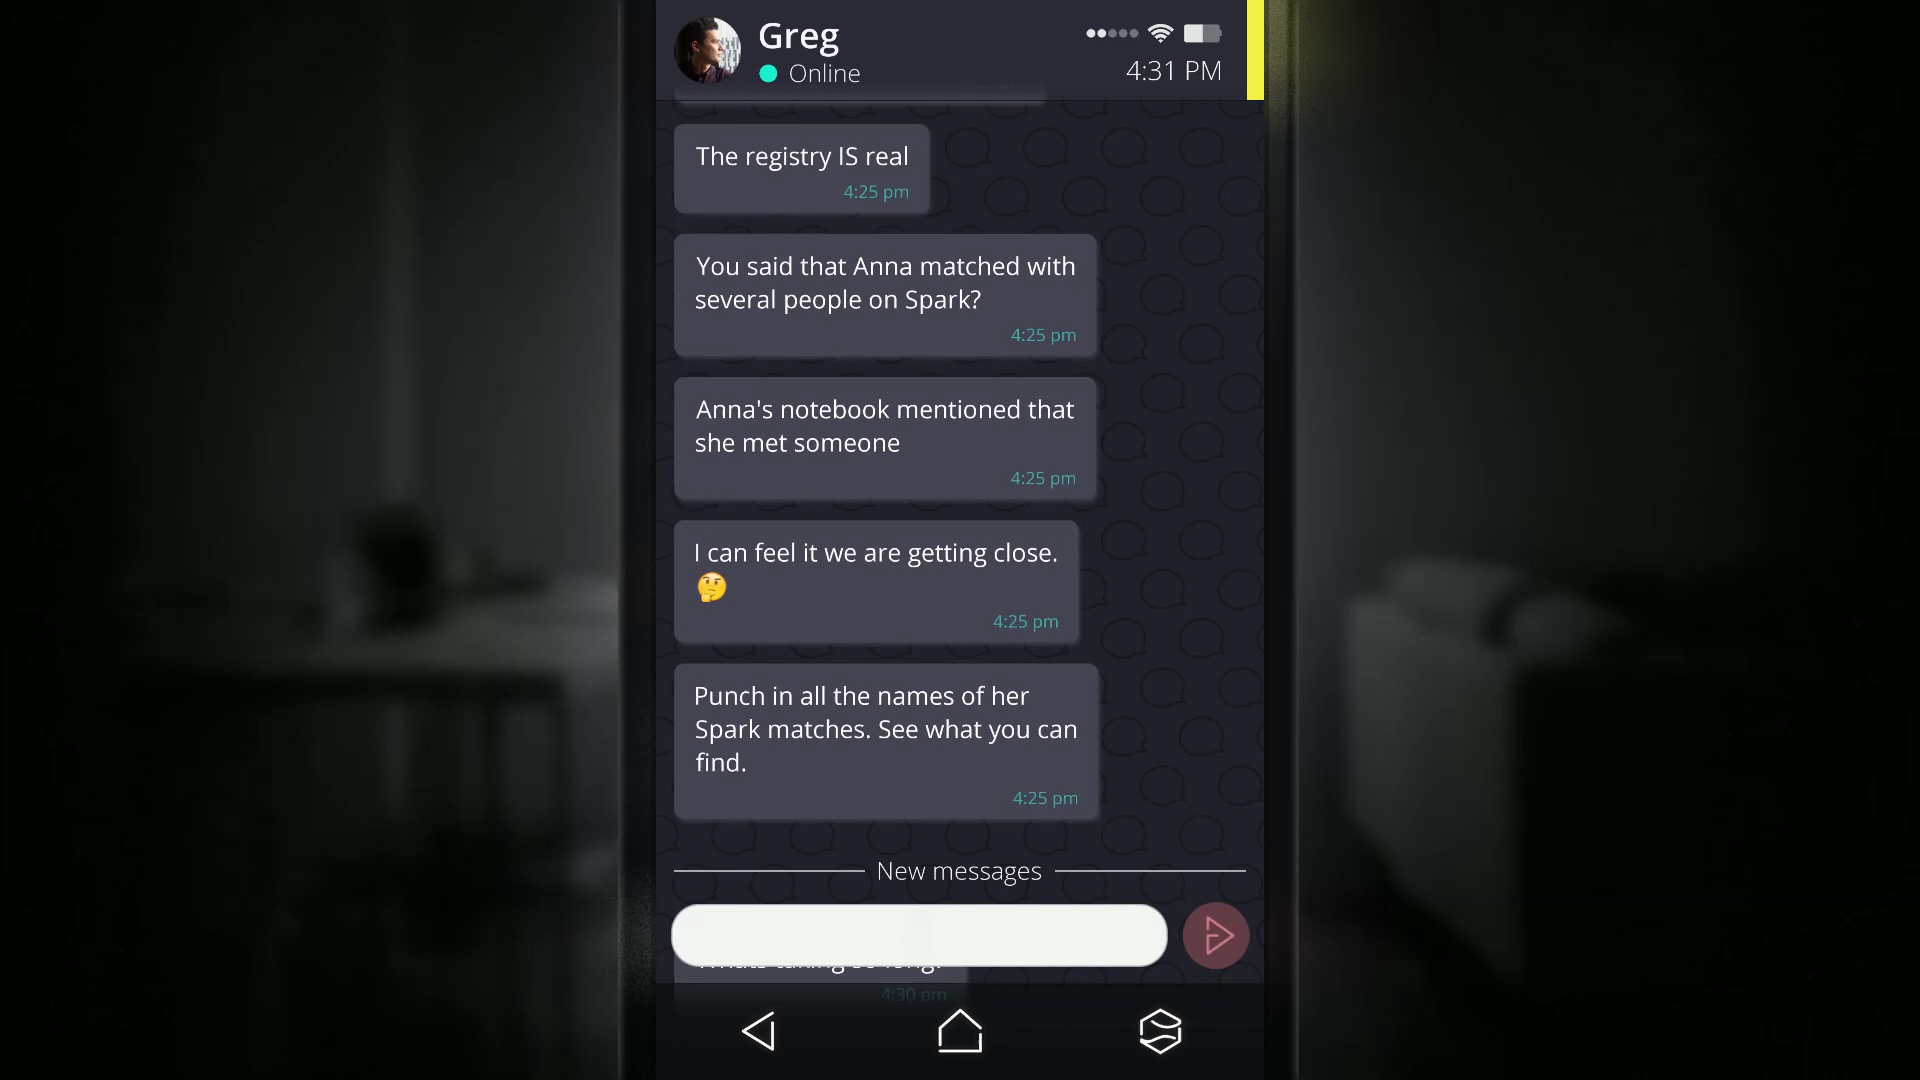 Greg
Online
4:31 PM
The registry IS real
4:25 pm
You said that Anna matched with
several people on Spark?
4:25 pm
Anna's notebook mentioned that
she met someone
4:25 pm
I can feel it we are getting close.
🤔
4:25 pm
Punch in all the names of her
Spark matches. See what you can
find.
4:25 pm
New messages
4:30 pm